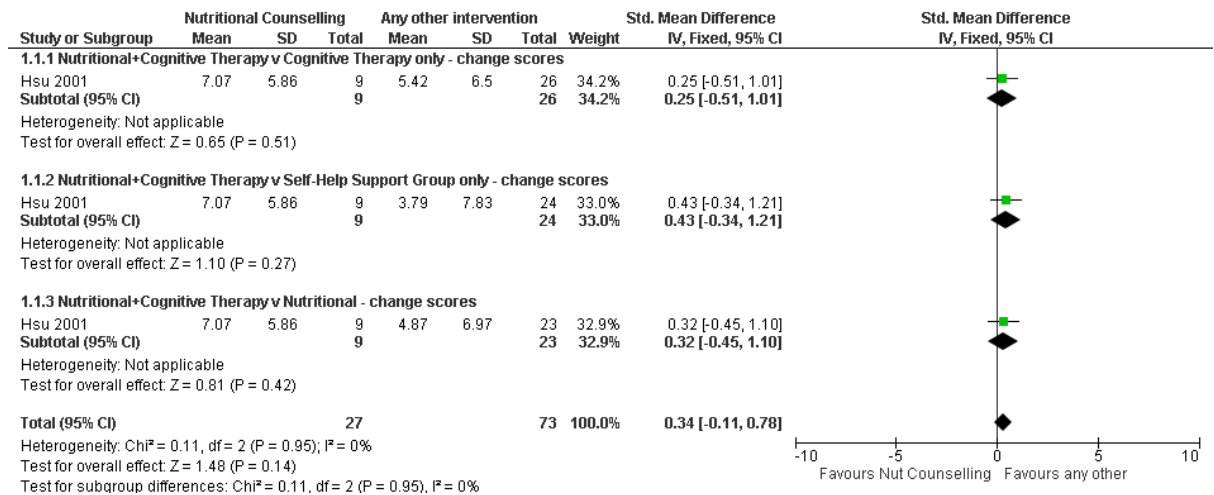 Nutritional Counselling Any other intervention Std. Mean Difference Std. Mean Difference
Study or Subgroup Mean SD Total Mean SD Total Weight IV, Fixed, 95% CI IV, Fixed, 95% CI
1.1.1 Nutritional+Cognitive Therapy v Cognitive Therapy only - change scores
Hsu 2001 7.07 5.86 9 5.42 6.5 26 34.2% 0.25 [-0.51, 1.01]
Subtotal (95% CI) 9 26 34.2% 0.25 [-0.51, 1.01]
Heterogeneity: Not applicable
Test for overall effect: Z = 0.65 (P = 0.51)
1.1.2 Nutritional+Cognitive Therapy v Self-Help Support Group only - change scores
Hsu 2001 7.07 5.86 9 3.79 7.83 24 33.0% 0.43 [-0.34, 1.21]
Subtotal (95% CI) 9 24 33.0% 0.43 [-0.34, 1.21]
Heterogeneity: Not applicable
Test for overall effect: Z = 1.10 (P = 0.27)
1.1.3 Nutritional+Cognitive Therapy v Nutritional - change scores
Hsu 2001 7.07 5.86 9 4.87 6.97 23 32.9% 0.32 [-0.45, 1.10]
Subtotal (95% CI) 9 23 32.9% 0.32 [-0.45, 1.10]
Heterogeneity: Not applicable
Test for overall effect: Z = 0.81 (P = 0.42)
Total (95% CI) 27 73 100.0% 0.34 [-0.11, 0.78]
Heterogeneity: Chi² = 0.11, df = 2 (P = 0.95); I² = 0%
Test for overall effect: Z = 1.48 (P = 0.14)
Test for subgroup differences: Chi² = 0.11, df = 2 (P = 0.95), I² = 0%
-10 -5 0 5 10
Favours Nut Counselling Favours any other